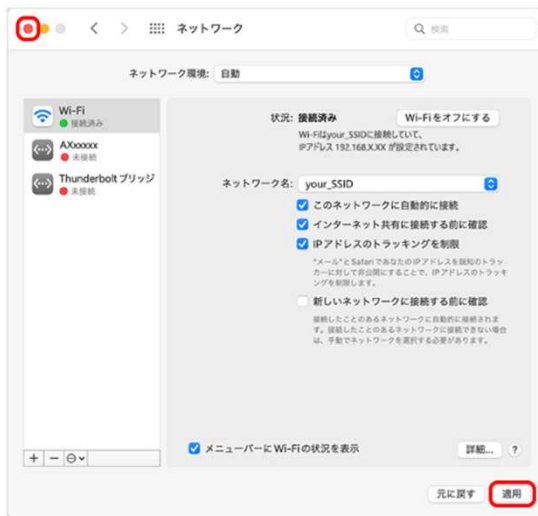 ネットワーク
検索
ネットワーク環境: 自動
Wi-Fi
接続済み
AXxxxxx
未接続
Thunderbolt ブリッジ
未接続
状況: 接続済み
Wi-Fiをオフにする
Wi-Fiはyour_SSIDに接続していて、
IPアドレス 192.168.X.XX が設定されています。
ネットワーク名: your_SSID
このネットワークに自動的に接続
インターネット共有に接続する前に確認
IPアドレスのトラッキングを制限
"メール"とSafariであなたのIPアドレスを既知のトラッ
カーに対して非公開にすることで、IPアドレスのトラッキ
ングを制限します。
新しいネットワークに接続する前に確認
接続したことのあるネットワークに自動的に接続されま
す。接続したことのあるネットワークに接続できない場合
は、手動でネットワークを選択する必要があります。
メニューバーにWi-Fiの状況を表示
詳細... ?
元に戻す 適用